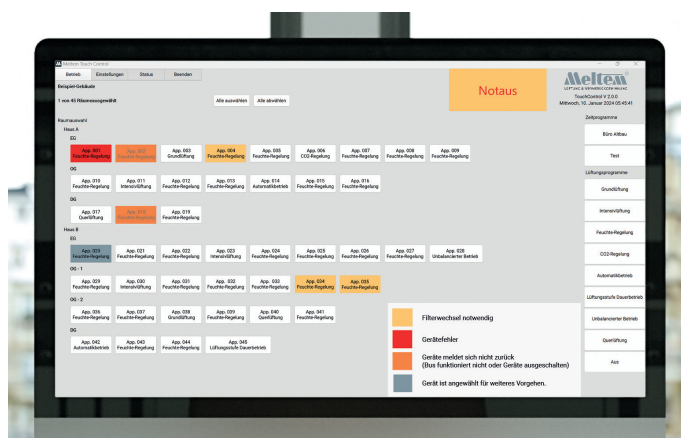 Meltem Touch Control
Betrieb Einstellungen Status Beenden
Beispiel-Gebäude
1 von 45 Räumen ausgewählt
Alle auswählen Alle abwählen
Notaus
Meltem
TouchControl V 2.0.0
Mittwoch, 10. Januar 2024 05:45:41
Raumauswahl
Haus A
EG
App. 001 App. 002 App. 003 App. 004 App. 005 App. 006 App. 007 App. 008 App. 009
Feuchte-Regelung Feuchte-Regelung Grundlüftung Feuchte-Regelung Feuchte-Regelung CO2-Regelung Feuchte-Regelung Feuchte-Regelung Feuchte-Regelung
OG
App. 010 App. 011 App. 012 App. 013 App. 014 App. 015 App. 016
Feuchte-Regelung Intensivlüftung Feuchte-Regelung Feuchte-Regelung Automatikbetrieb Feuchte-Regelung Feuchte-Regelung
DG
App. 017 App. 018 App. 019
Querlüftung Feuchte-Regelung Feuchte-Regelung
Haus B
EG
App. 020 App. 021 App. 022 App. 023 App. 024 App. 025 App. 026 App. 027 App. 028
Feuchte-Regelung Feuchte-Regelung Feuchte-Regelung Intensivlüftung Feuchte-Regelung Feuchte-Regelung Feuchte-Regelung Feuchte-Regelung Unbalancierter Betrieb
OG - 1
App. 029 App. 030 App. 031 App. 032 App. 033 App. 034 App. 035
Feuchte-Regelung Intensivlüftung Feuchte-Regelung Feuchte-Regelung Feuchte-Regelung Feuchte-Regelung Feuchte-Regelung
OG - 2
App. 036 App. 037 App. 038 App. 039 App. 040 App. 041
Feuchte-Regelung Feuchte-Regelung Grundlüftung Feuchte-Regelung Querlüftung Feuchte-Regelung
DG
App. 042 App. 043 App. 044 App. 045
Automatikbetrieb Feuchte-Regelung Feuchte-Regelung Lüftungsstufe Dauerbetrieb
Zeitprogramme
Büro Altbau
Test
Lüftungsprogramme
Grundlüftung
Intensivlüftung
Feuchte-Regelung
CO2-Regelung
Automatikbetrieb
Lüftungsstufe Dauerbetrieb
Unbalancierter Betrieb
Querlüftung
Aus
Filterwechsel notwendig
Gerätefehler
Geräte meldet sich nicht zurück
(Bus funktioniert nicht oder Geräte ausgeschalten)
Gerät ist angewählt für weiteres Vorgehen.